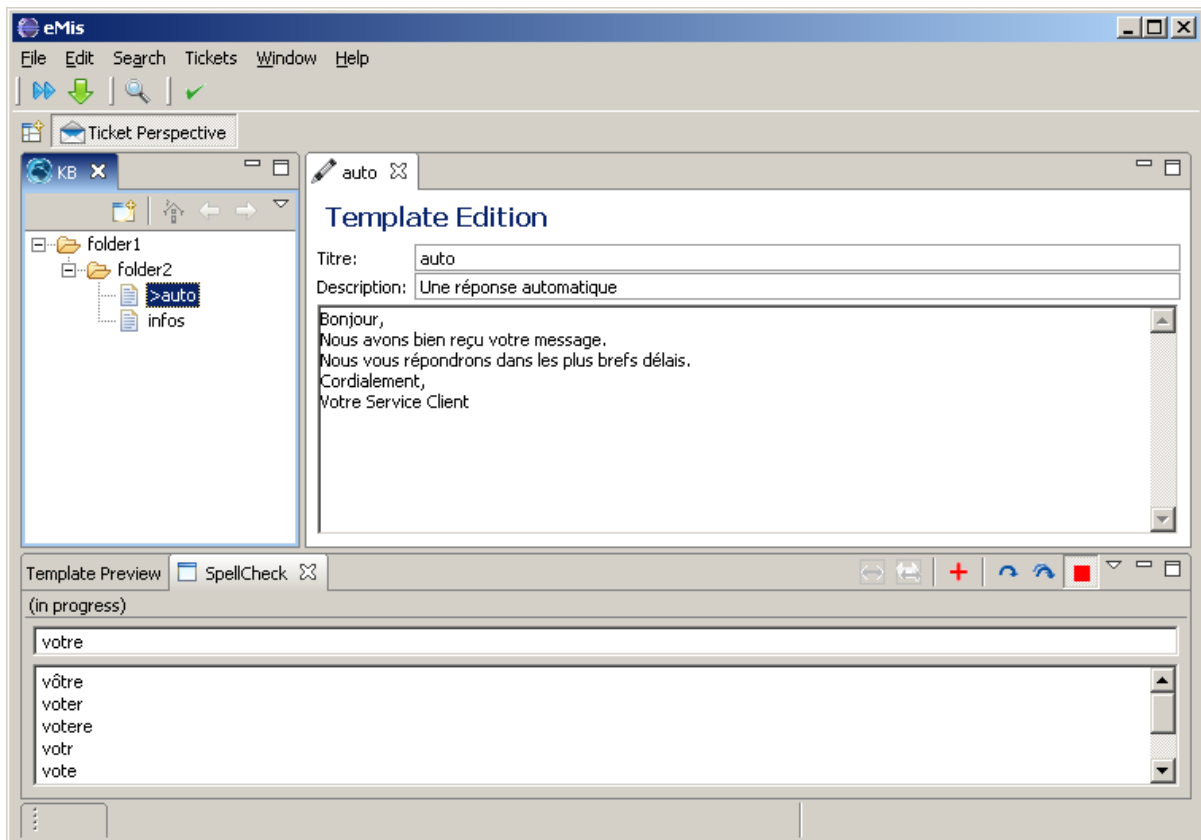 eMis
File Edit Search Tickets Window Help
Ticket Perspective
KB
folder1
folder2
>auto
infos
auto
Template Edition
Titre: auto
Description: Une réponse automatique
Bonjour,
Nous avons bien reçu votre message.
Nous vous répondrons dans les plus brefs délais.
Cordialement,
Votre Service Client
Template Preview SpellCheck
(in progress)
votre
vôtre
voter
votere
votr
vote